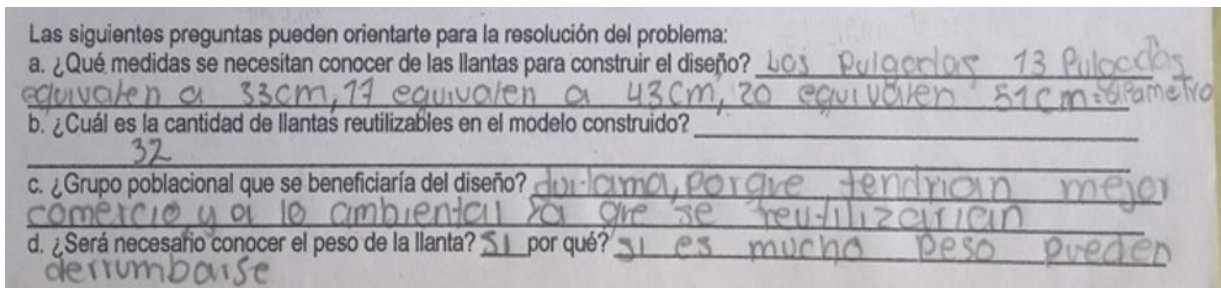 Las siguientes preguntas pueden orientarte para la resolución del problema:
a. ¿Qué medidas se necesitan conocer de las llantas para construir el diseño? Los Pulgadas 13 Pulgadas
equivalen a 33cm, 17 equivalen a 43cm, 20 equivalen 51cm=diametro
b. ¿Cuál es la cantidad de llantas reutilizables en el modelo construido?
32
c. ¿Grupo poblacional que se beneficiaría del diseño? duitama, porque tendrian mejor
comercio y a lo ambiental ya que se reutilizarian
d. ¿Será necesario conocer el peso de la llanta? SI por qué? si es mucho peso pueden
derrumbarse